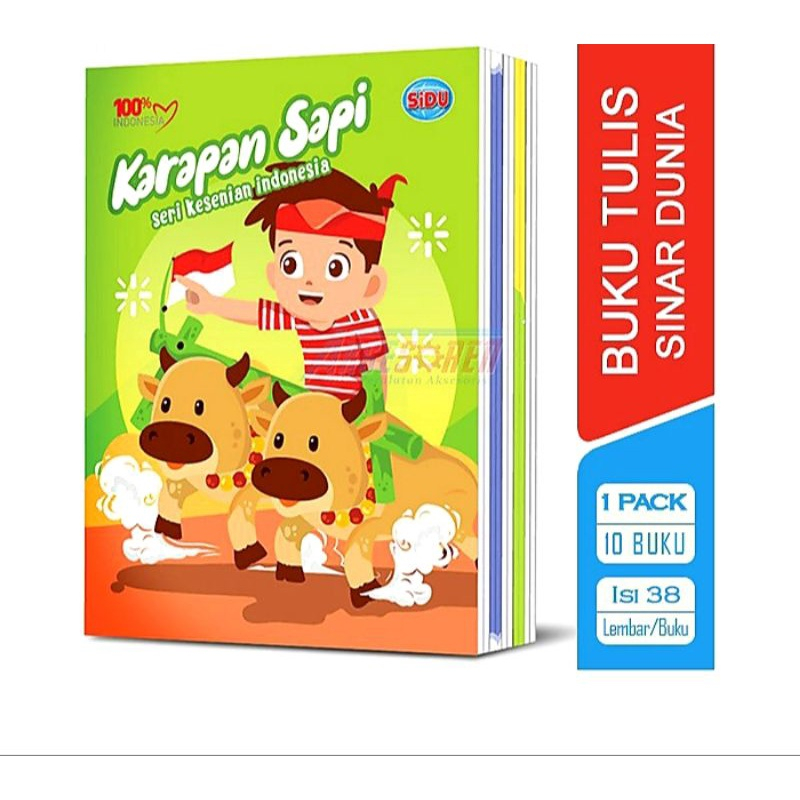 100%
INDONESIA
SiDU
Karapan Sapi
seri kesenian indonesia
BUKU TULIS
SINAR DUNIA
1 PACK
10 BUKU
Isi 38
Lembar/Buku